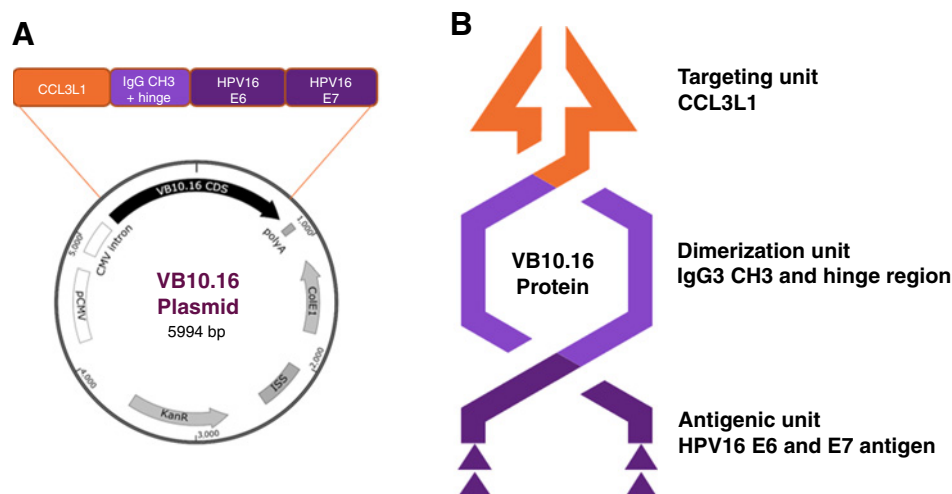 A
CCL3L1
IgG CH3
+ hinge
HPV16
E6
HPV16
E7
VB10.16 CDS
1,000
polyA
CMV intron
5,000
pCMV
VB10.16
Plasmid
5994 bp
ColE1
2,000
ISS
4,000
KanR
3,000
B
Targeting unit
CCL3L1
VB10.16
Protein
Dimerization unit
IgG3 CH3 and hinge region
Antigenic unit
HPV16 E6 and E7 antigen